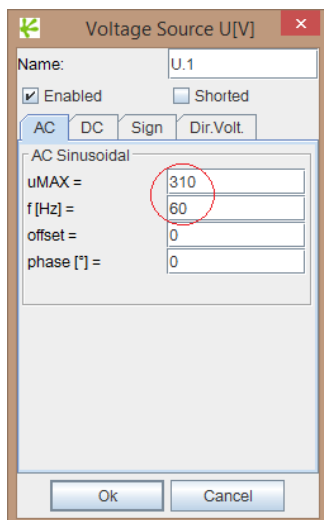 Voltage Source U[V]
Name: U.1
Enabled Shorted
AC DC Sign Dir.Volt.
AC Sinusoidal
uMAX = 310
f [Hz] = 60
offset = 0
phase [°] = 0
Ok Cancel